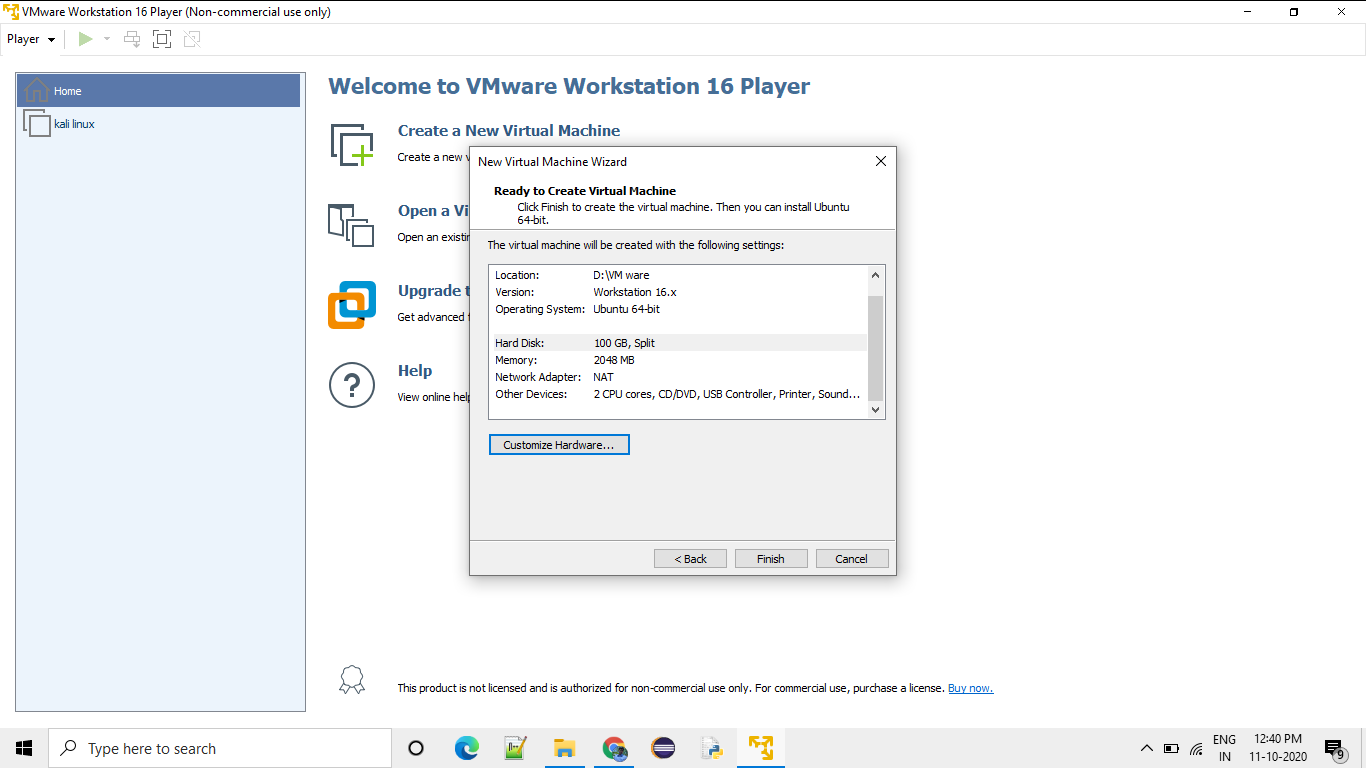 VMware Workstation 16 Player (Non-commercial use only)
Player
Home
kali linux
Welcome to VMware Workstation 16 Player
Create a New Virtual Machine
Create a new v
Open a Vi
Open an existin
Upgrade t
Get advanced f
Help
View online help
New Virtual Machine Wizard
Ready to Create Virtual Machine
Click Finish to create the virtual machine. Then you can install Ubuntu
64-bit.
The virtual machine will be created with the following settings:
Location: D:\VM ware
Version: Workstation 16.x
Operating System: Ubuntu 64-bit
Hard Disk: 100 GB, Split
Memory: 2048 MB
Network Adapter: NAT
Other Devices: 2 CPU cores, CD/DVD, USB Controller, Printer, Sound...
Customize Hardware...
< Back Finish Cancel
This product is not licensed and is authorized for non-commercial use only. For commercial use, purchase a license. Buy now.
Type here to search
ENG
IN
12:40 PM
11-10-2020
9